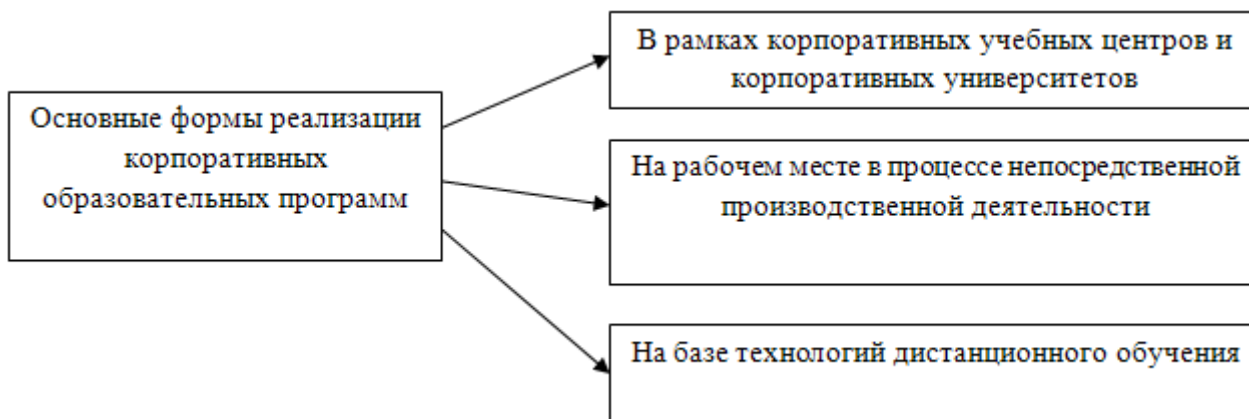 Основные формы реализации
корпоративных
образовательных программ
В рамках корпоративных учебных центров и
корпоративных университетов
На рабочем месте в процессе непосредственной
производственной деятельности
На базе технологий дистанционного обучения